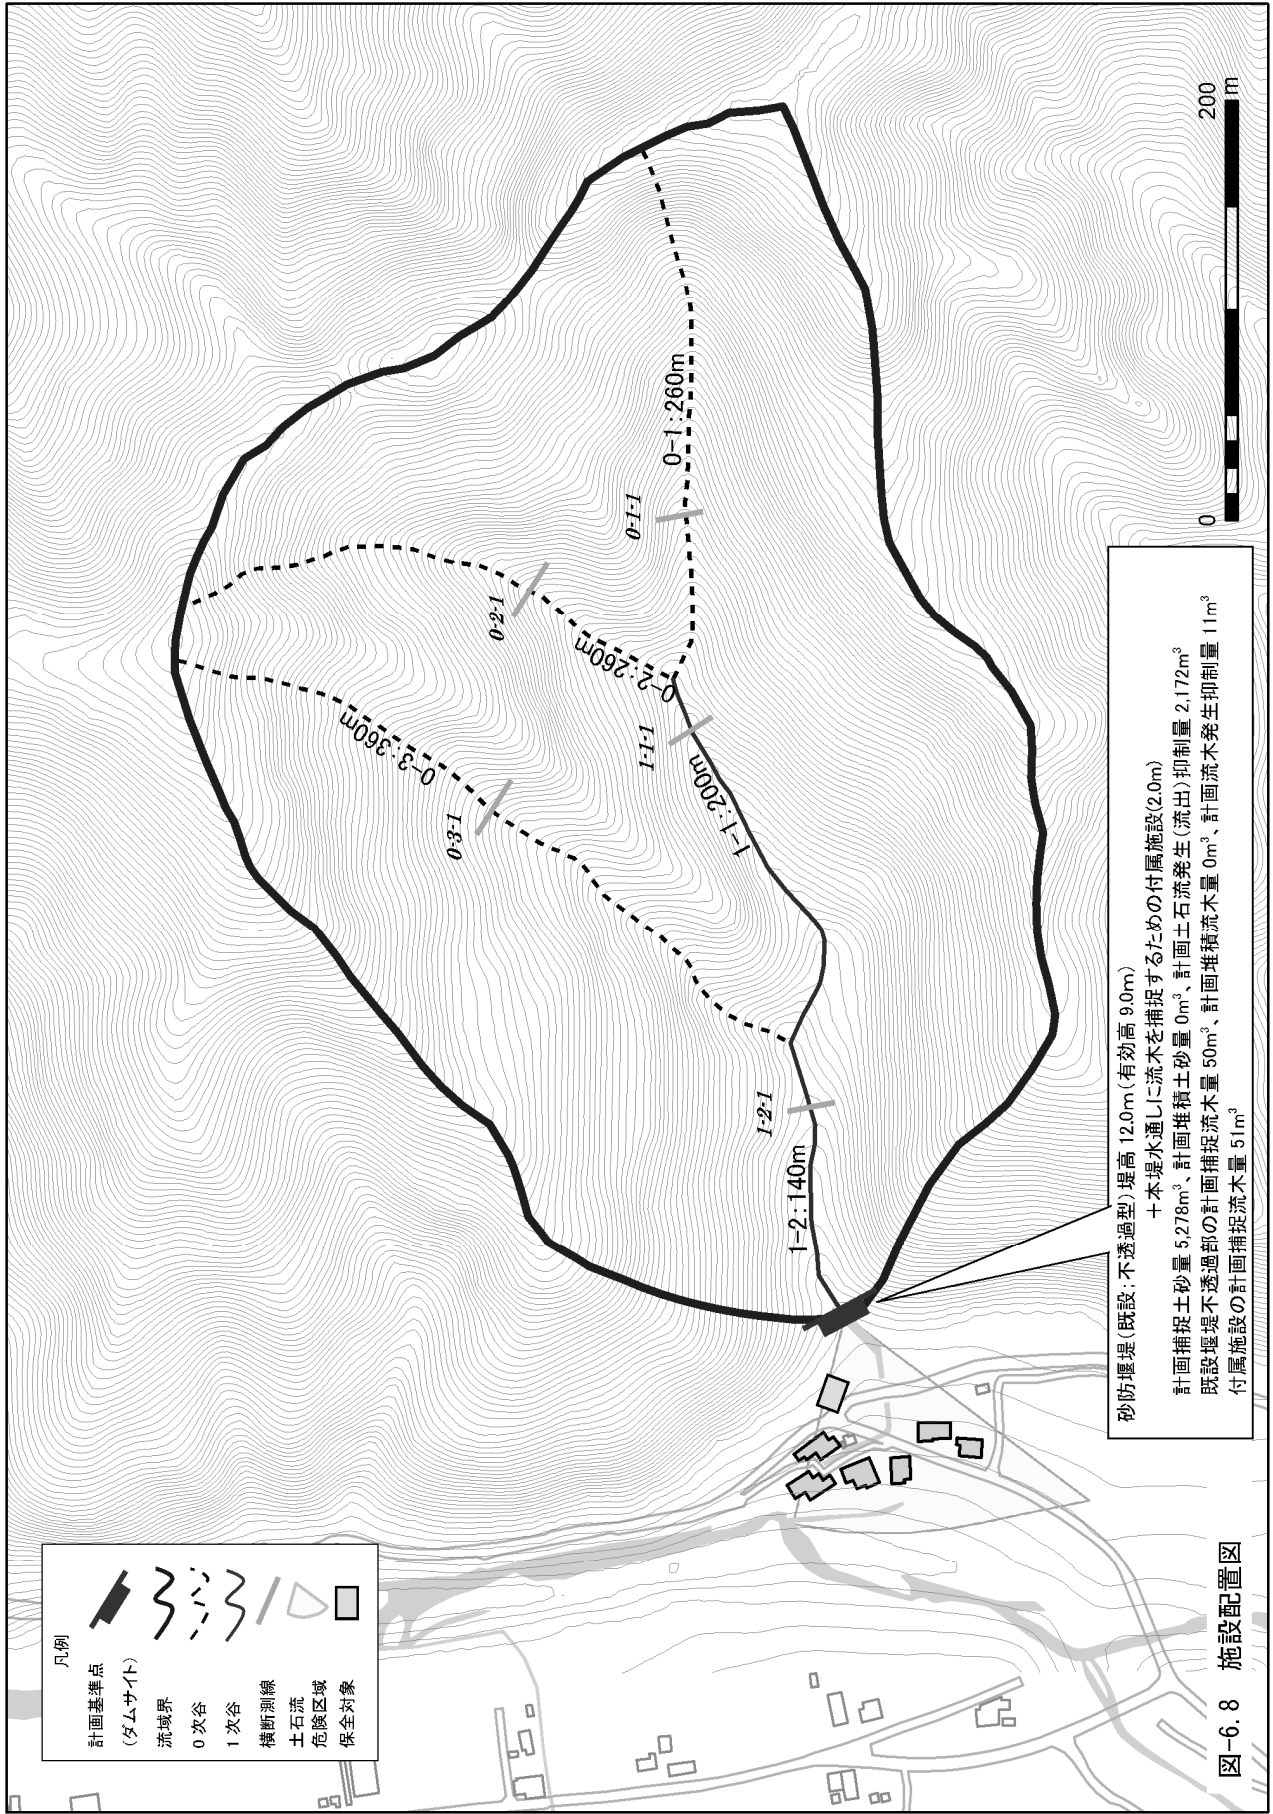 凡例
計画基準点
(ダムサイト)
流域界
0次谷
1次谷
横断測線
土石流
危険区域
保全対象
0-3:360m
0-3-1
0-2-1
0-2:260m
0-1-1
0-1:260m
1-1-1
1-1:200m
1-2-1
1-2:140m
砂防堰堤(既設;不透過型)堤高 12.0m(有効高 9.0m)
+本堤水通しに流木を捕捉するための付属施設(2.0m)
計画捕捉土砂量 5,278m³、計画堆積土砂量 0m³、計画土石流発生(流出)抑制量 2,172m³
既設堰堤不透過部の計画捕捉流木量 50m³、計画堆積流木量 0m³、計画流木発生抑制量 11m³
付属施設の計画捕捉流木量 51m³
0 200
m
図-6.8 施設配置図